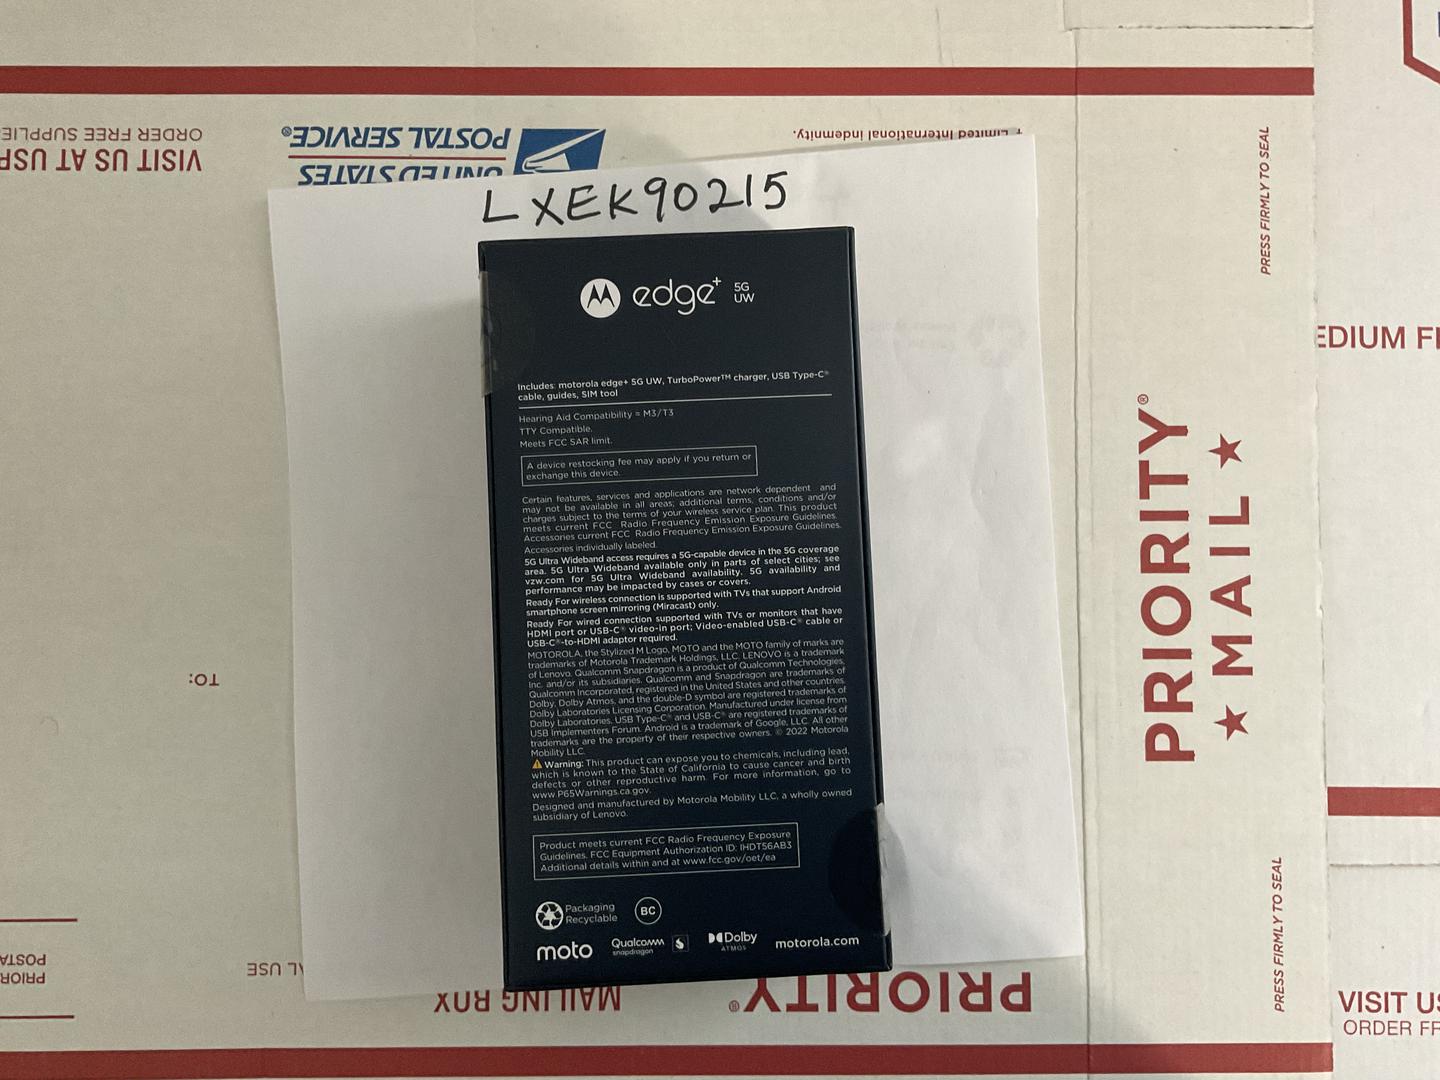 ORDER FREE SUPPLIE
VISIT US AT USP
UNITED STATES
POSTAL SERVICE®
† Limited International indemnity.
PRESS FIRMLY TO SEAL
LXEK90215
edge+ 5G UW
Includes: motorola edge+ 5G UW, TurboPower™ charger, USB Type-C®
cable, guides, SIM tool
Hearing Aid Compatibility = M3/T3
TTY Compatible.
Meets FCC SAR limit.
A device restocking fee may apply if you return or
exchange this device.
Certain features, services and applications are network dependent and
may not be available in all areas; additional terms, conditions and/or
charges subject to the terms of your wireless service plan. This product
meets current FCC Radio Frequency Emission Exposure Guidelines.
Accessories current FCC Radio Frequency Emission Exposure Guidelines.
Accessories individually labeled.
5G Ultra Wideband access requires a 5G-capable device in the 5G coverage
area. 5G Ultra Wideband available only in parts of select cities; see
vzw.com for 5G Ultra Wideband availability. 5G availability and
performance may be impacted by cases or covers.
Ready For wireless connection is supported with TVs that support Android
smartphone screen mirroring (Miracast) only.
Ready For wired connection supported with TVs or monitors that have
HDMI port or USB-C® video-in port; Video-enabled USB-C® cable or
USB-C®-to-HDMI adaptor required.
MOTOROLA, the Stylized M Logo, MOTO and the MOTO family of marks are
trademarks of Motorola Trademark Holdings, LLC. LENOVO is a trademark
of Lenovo. Qualcomm Snapdragon is a product of Qualcomm Technologies,
Inc. and/or its subsidiaries. Qualcomm and Snapdragon are trademarks of
Qualcomm Incorporated, registered in the United States and other countries.
Dolby, Dolby Atmos, and the double-D symbol are registered trademarks of
Dolby Laboratories Licensing Corporation. Manufactured under license from
Dolby Laboratories. USB Type-C® and USB-C® are registered trademarks of
USB Implementers Forum. Android is a trademark of Google, LLC. All other
trademarks are the property of their respective owners. © 2022 Motorola
Mobility LLC.
Warning: This product can expose you to chemicals, including lead,
which is known to the State of California to cause cancer and birth
defects or other reproductive harm. For more information, go to
www.P65Warnings.ca.gov.
Designed and manufactured by Motorola Mobility LLC, a wholly owned
subsidiary of Lenovo.
Product meets current FCC Radio Frequency Exposure
Guidelines. FCC Equipment Authorization ID: IHDT56AB3
Additional details within and at www.fcc.gov/oet/ea
Packaging
Recyclable
BC
moto
Qualcomm
snapdragon
Dolby
ATMOS
motorola.com
TO:
PRIORITY®
MAIL
EDIUM F
PRESS FIRMLY TO SEAL
POSTA
PRIOR
AL USE
MAILING BOX
PRIORITY®
VISIT US
ORDER FR